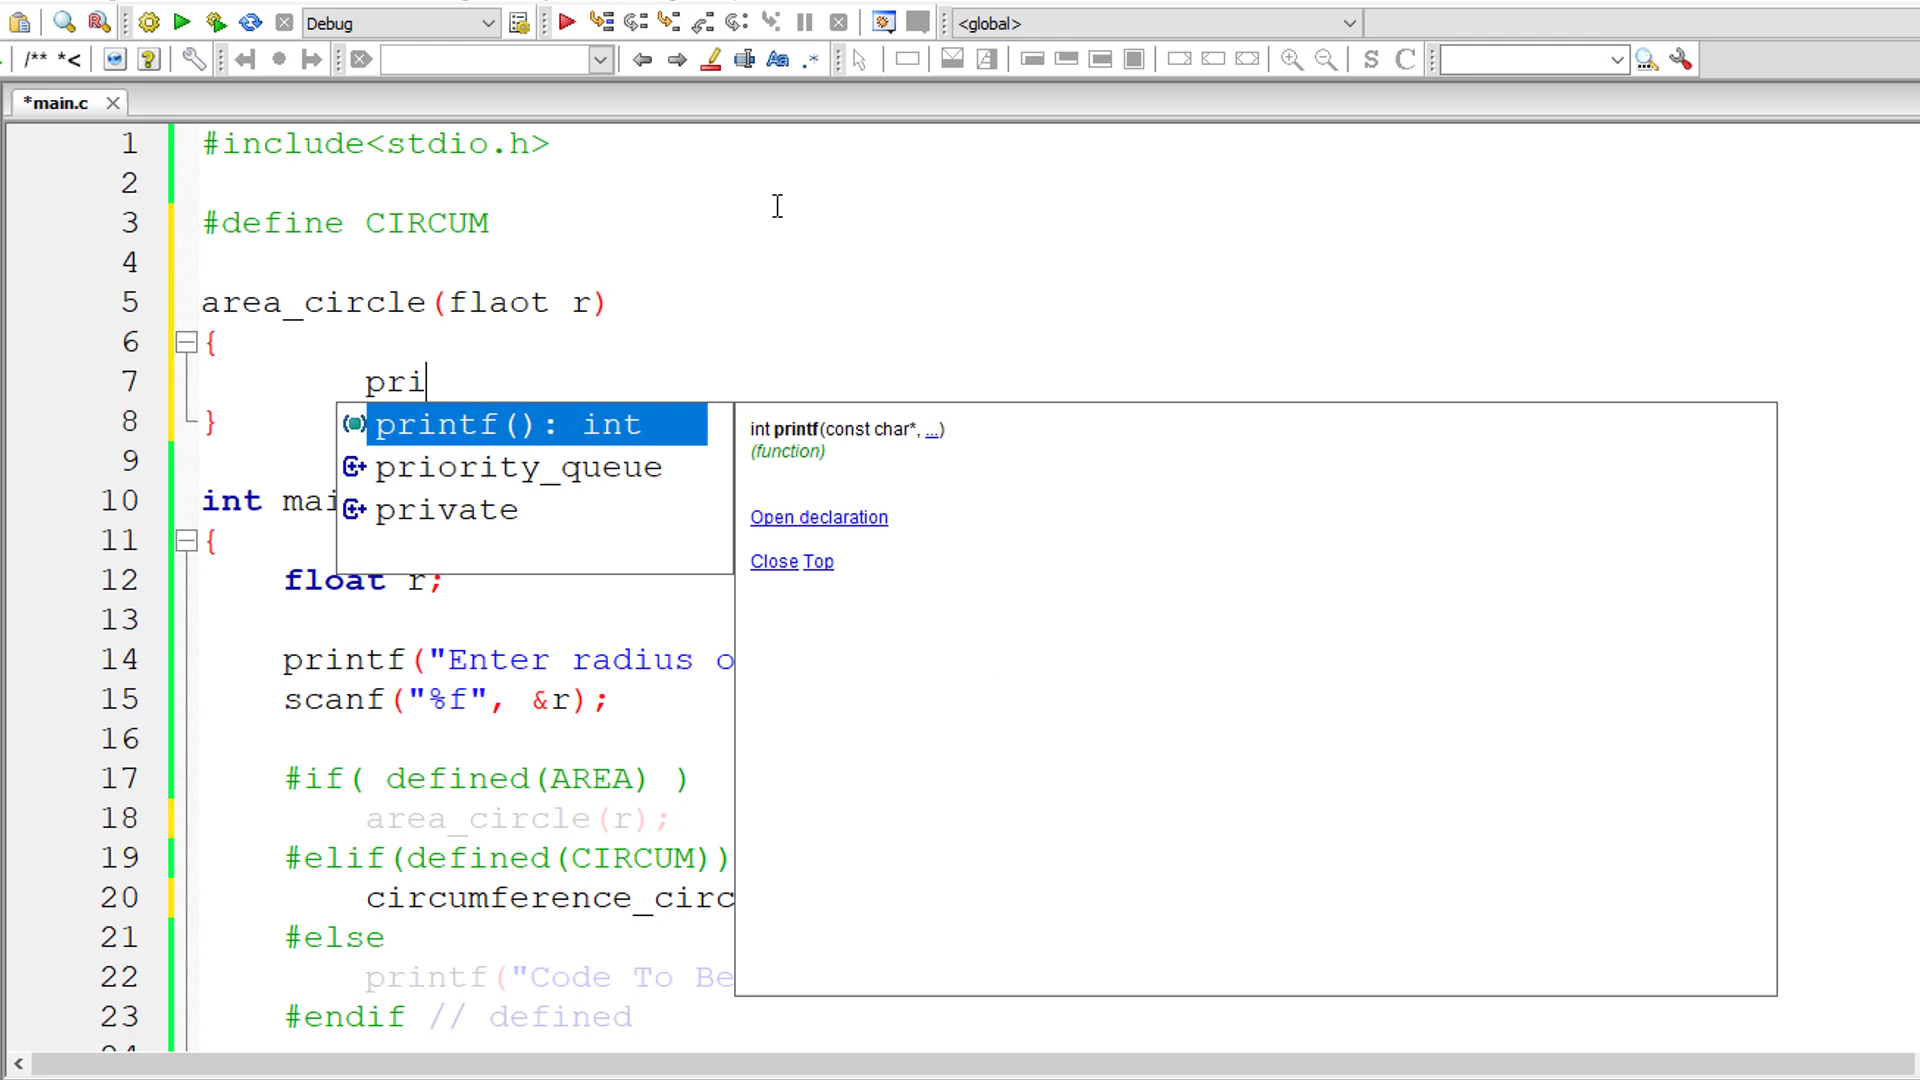 Debug
<global>
/** *<
S C
*main.c
1 #include<stdio.h>
2
3 #define CIRCUM
4
5 area_circle(flaot r)
6 {
7 pri
8 }
printf(): int
priority_queue
private
int printf(const char*, ...)
(function)
Open declaration
Close Top
9
10 int mai
11 {
12 float r;
13
14 printf("Enter radius o
15 scanf("%f", &r);
16
17 #if( defined(AREA) )
18 area_circle(r);
19 #elif(defined(CIRCUM))
20 circumference_circ
21 #else
22 printf("Code To Be
23 #endif // defined